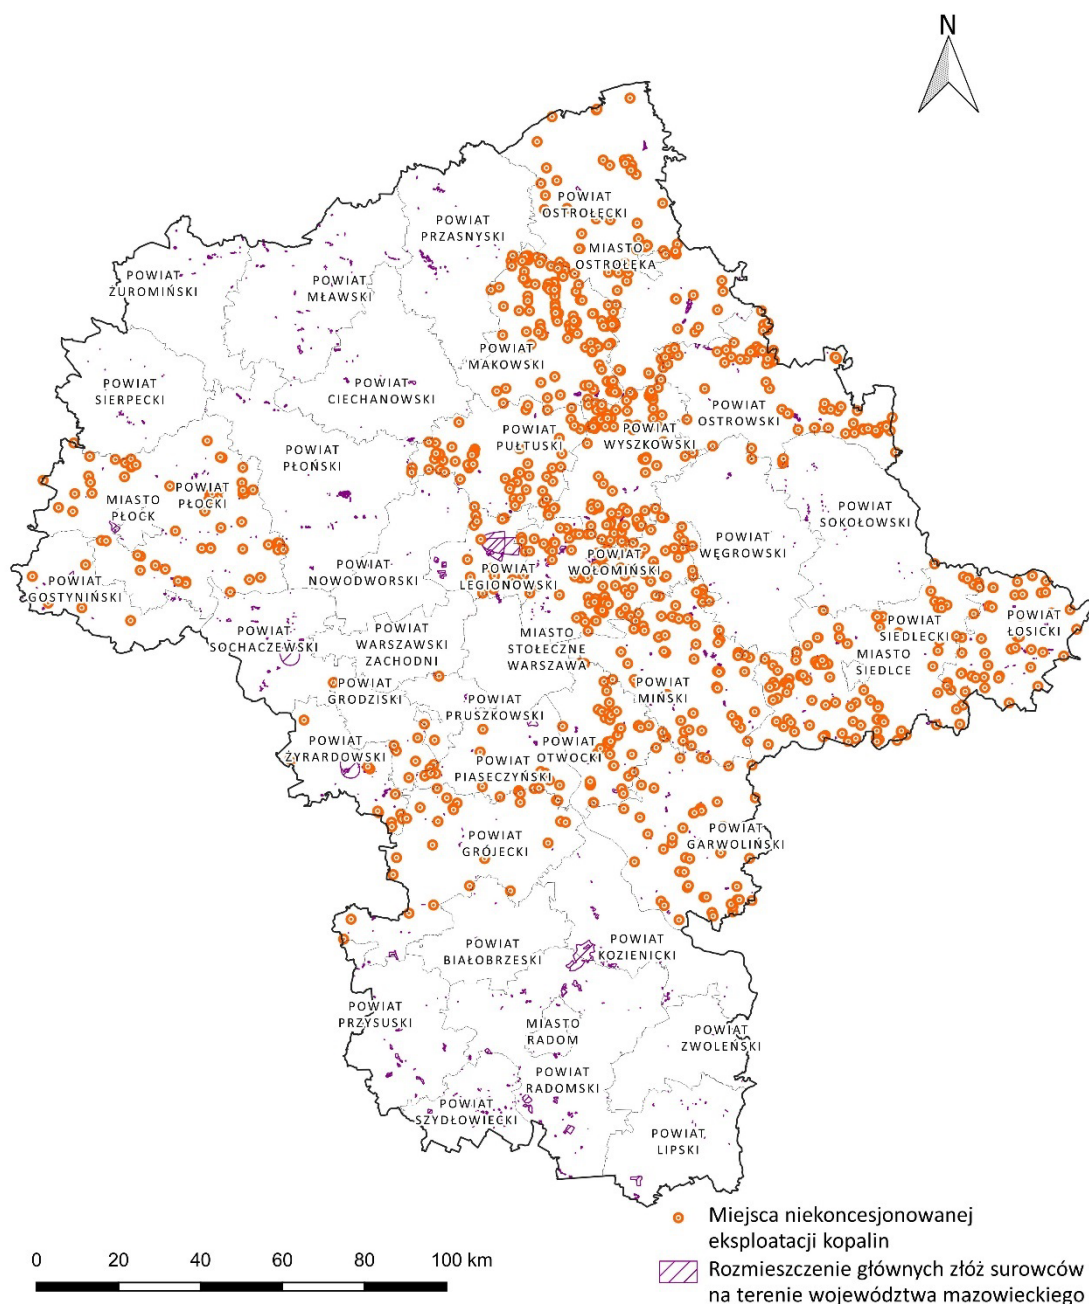 N
POWIAT
OSTROŁĘCKI
POWIAT
PRZASNYSKI
MIASTO
OSTROŁĘKA
POWIAT
ŻUROMIŃSKI
POWIAT
MŁAWSKI
POWIAT
MAKOWSKI
POWIAT
SIERPECKI
POWIAT
CIECHANOWSKI
POWIAT
OSTROWSKI
POWIAT
PUŁTUSKI
POWIAT
WYSZKOWSKI
POWIAT
PŁOŃSKI
POWIAT
PŁOCKI
MIASTO
PŁOCK
POWIAT
SOKOŁOWSKI
POWIAT
WĘGROWSKI
POWIAT
WOŁOMIŃSKI
POWIAT
NOWODWORSKI
POWIAT
LEGIONOWSKI
POWIAT
GOSTYNIŃSKI
POWIAT
SIEDLECKI
POWIAT
ŁOSICKI
POWIAT
SOCHACZEWSKI
POWIAT
WARSZAWSKI
ZACHODNI
MIASTO
STOŁECZNE
WARSZAWA
MIASTO
SIEDLCE
POWIAT
GRODZISKI
POWIAT
MIŃSKI
POWIAT
PRUSZKOWSKI
POWIAT
ŻYRARDOWSKI
POWIAT
OTWOCKI
POWIAT
PIASECZYŃSKI
POWIAT
GRÓJECKI
POWIAT
GARWOLIŃSKI
POWIAT
BIAŁOBRZESKI
POWIAT
KOZIENICKI
POWIAT
PRZYSUSKI
MIASTO
RADOM
POWIAT
ZWOLEŃSKI
POWIAT
RADOMSKI
POWIAT
SZYDŁOWIECKI
POWIAT
LIPSKI
Miejsca niekoncesjonowanej
eksploatacji kopalin
Rozmieszczenie głównych złóż surowców
na terenie województwa mazowieckiego
0 20 40 60 80 100 km